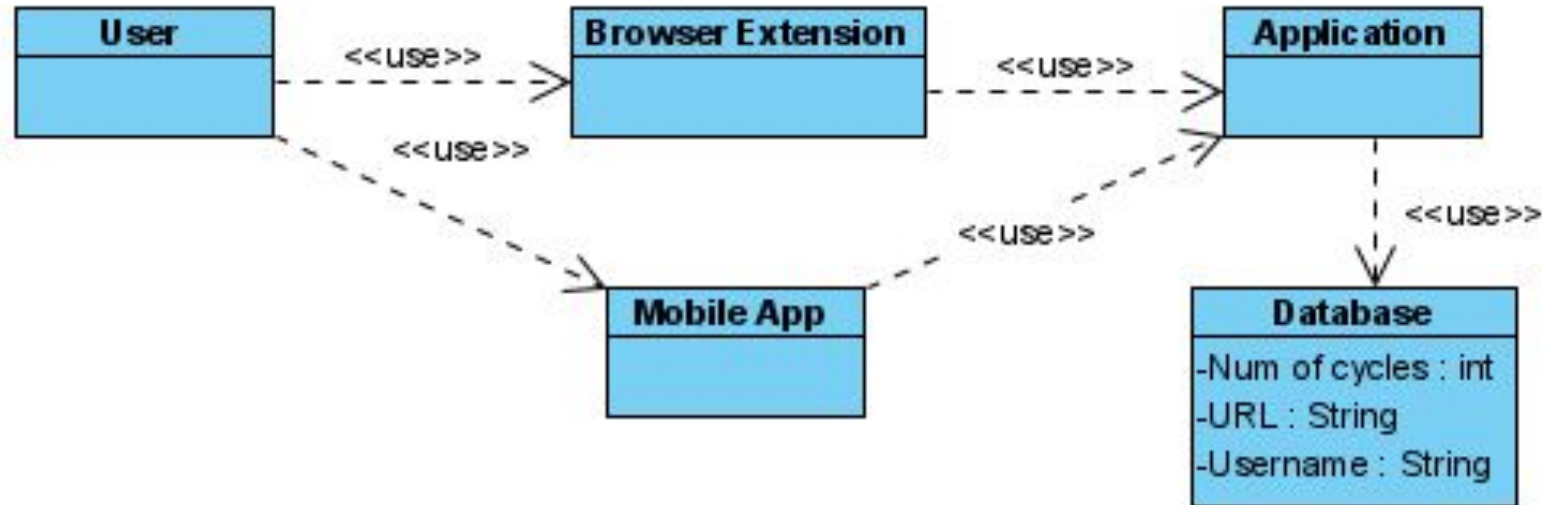 User
Browser Extension
Application
<<use>>
<<use>>
<<use>>
<<use>>
<<use>>
Mobile App
Database
-Num of cycles : int
-URL : String
-Username : String